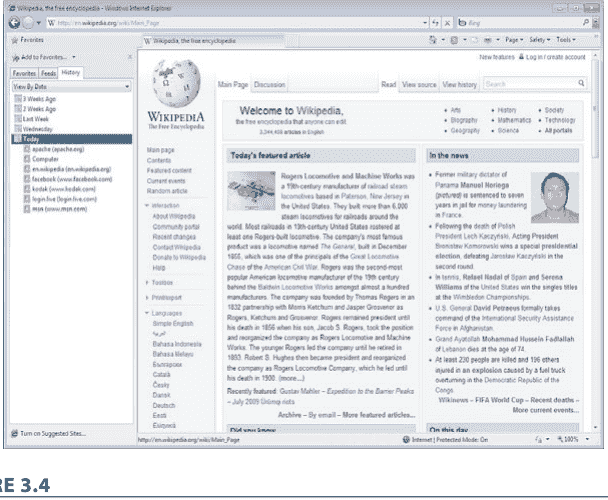 Wikipedia, the free encyclopedia - Windows Internet Explorer
http://en.wikipedia.org/wiki/Main_Page
Bing
Favorites
Wikipedia, the free encyclopedia
Page Safety Tools
Add to Favorites...
Favorites Feeds History
View By Date
3 Weeks Ago
2 Weeks Ago
Last Week
Wednesday
Today
apache (apache.org)
Computer
en.wikipedia (en.wikipedia.org)
facebook (www.facebook.com)
kodak (www.kodak.com)
login.live (login.live.com)
msn (www.msn.com)
Turn on Suggested Sites...
New features Log in / create account
Main Page Discussion
Read View source View history
Search
WIKIPEDIA
The Free Encyclopedia
Main page
Contents
Featured content
Current events
Random article
Interaction
About Wikipedia
Community portal
Recent changes
Contact Wikipedia
Donate to Wikipedia
Help
Toolbox
Print/export
Languages
Simple English
العربية
Bahasa Indonesia
Bahasa Melayu
Български
Català
Česky
Dansk
Deutsch
Eesti
Ελληνικά
Welcome to Wikipedia,
the free encyclopedia that anyone can edit.
articles in English
Arts
Biography
Geography
History
Mathematics
Science
Society
Technology
All portals
Today's featured article
Rogers Locomotive and Machine Works was
a 19th-century manufacturer of railroad steam
locomotives based in Paterson, New Jersey in
the United States. They built more than 6,000
steam locomotives for railroads around the
world. Most railroads in 19th-century United States rostered at
least one Rogers-built locomotive. The company's most famous
product was a locomotive named The General, built in December
1855, which was one of the principals of the Great Locomotive
Chase of the American Civil War. Rogers was the second-most
popular American locomotive manufacturer of the 19th century
behind the Baldwin Locomotive Works amongst almost a hundred
manufacturers. The company was founded by Thomas Rogers in an
1832 partnership with Morris Ketchum and Jasper Grosvenor as
Rogers, Ketchum and Grosvenor. Rogers remained president until
his death in 1856 when his son, Jacob S. Rogers, took the position
and reorganized the company as Rogers Locomotive and Machine
Works. The younger Rogers led the company until he retired in
1893. Robert S. Hughes then became president and reorganized
the company as Rogers Locomotive Company, which he led until
his death in 1900. (more...)
Recently featured: Gustav Mahler – Expedition to the Barrier Peaks
– July 2009 Ürümqi riots
Archive – By email – More featured articles...
Did you know...
In the news
Former military dictator of
Panama Manuel Noriega
(pictured) is sentenced to seven
years in jail for money laundering
in France.
Following the death of Polish
President Lech Kaczyński, Acting President
Bronisław Komorowski wins a special presidential
election, defeating Jarosław Kaczyński in the
second round.
In tennis, Rafael Nadal of Spain and Serena
Williams of the United States win the singles titles
at the Wimbledon Championships.
U.S. General David Petraeus formally takes
command of the International Security Assistance
Force in Afghanistan.
Grand Ayatollah Mohammad Hussein Fadlallah
of Lebanon dies at the age of 74.
At least 230 people are killed and 196 others
injured in an explosion caused by a fuel truck
overturning in the Democratic Republic of the
Congo.
Wikinews – FIFA World Cup – Recent deaths –
More current events...
On this day...
http://en.wikipedia.org/wiki/Main_Page
Internet | Protected Mode: On
100%
RE 3.4